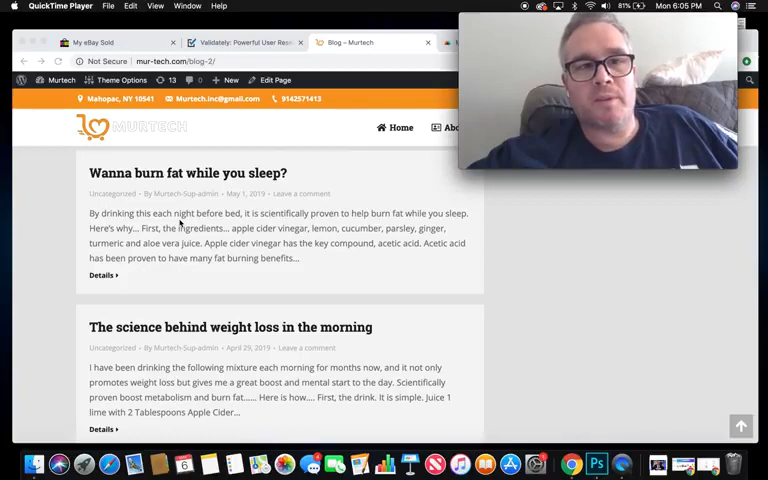 QuickTime Player File Edit View Window Help 81% Mon 6:05 PM
My eBay Sold Validately: Powerful User Rese Blog – Murtech
Not Secure mur-tech.com/blog-2/
Murtech Theme Options 13 0 New Edit Page
Mahopac, NY 10541 Murtech.inc@gmail.com 9142571413
MURTECH Home Abo
Wanna burn fat while you sleep?
Uncategorized • By Murtech-Sup-admin • May 1, 2019 • Leave a comment
By drinking this each night before bed, it is scientifically proven to help burn fat while you sleep.
Here's why... First, the ingredients... apple cider vinegar, lemon, cucumber, parsley, ginger,
turmeric and aloe vera juice. Apple cider vinegar has the key compound, acetic acid. Acetic acid
has been proven to have many fat burning benefits...
Details
The science behind weight loss in the morning
Uncategorized • By Murtech-Sup-admin • April 29, 2019 • Leave a comment
I have been drinking the following mixture each morning for months now, and it not only
promotes weight loss but gives me a great boost and mental start to the day. Scientifically
proven boost metabolism and burn fat...... Here is how.... First, the drink. It is simple. Juice 1
lime with 2 Tablespoons Apple Cider...
Details